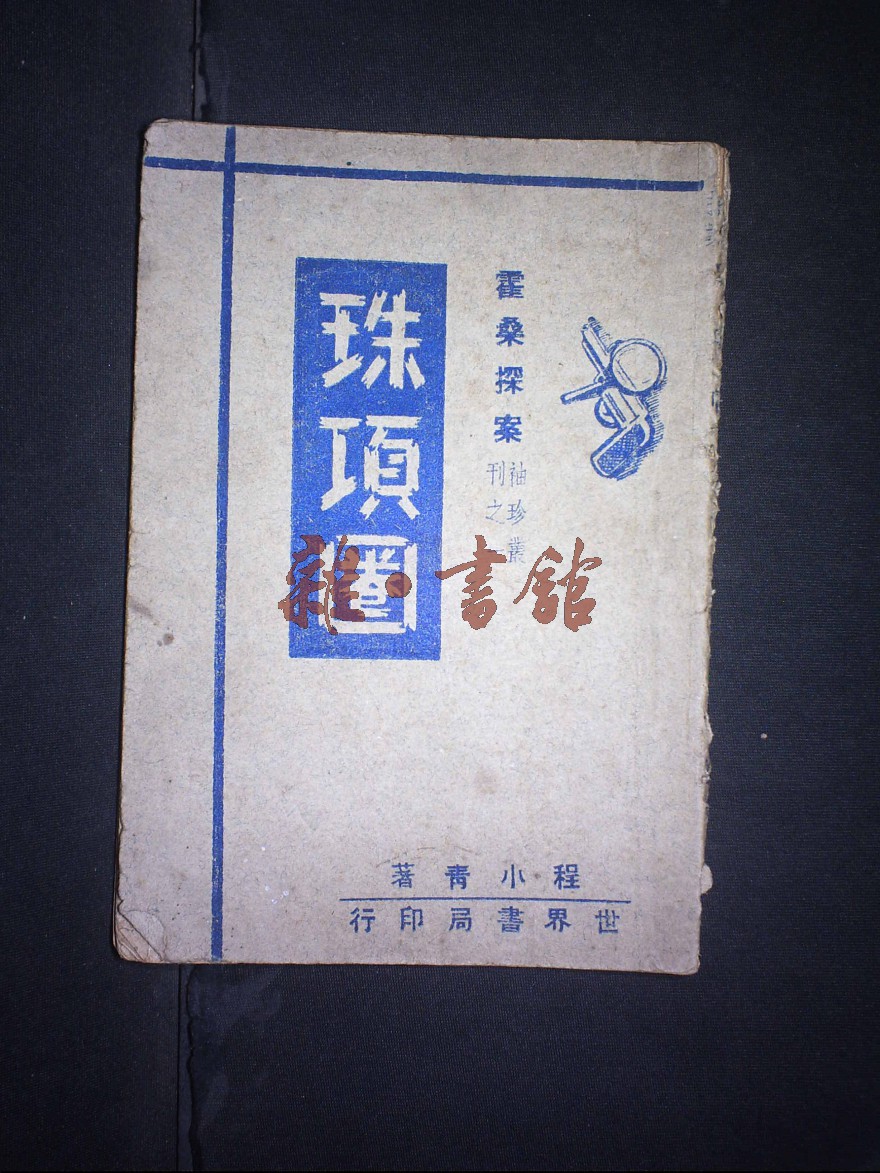 霍桑探案
袖珍叢
刊之
珠項圈
程小青著
世界書局印行
雜·書館